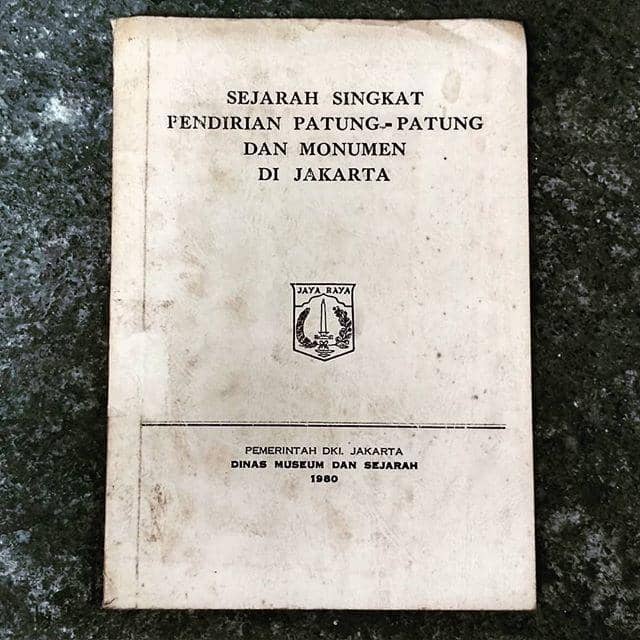 SEJARAH SINGKAT
PENDIRIAN PATUNG-PATUNG
DAN MONUMEN
DI JAKARTA
JAYA RAYA
PEMERINTAH DKI. JAKARTA
DINAS MUSEUM DAN SEJARAH
1980